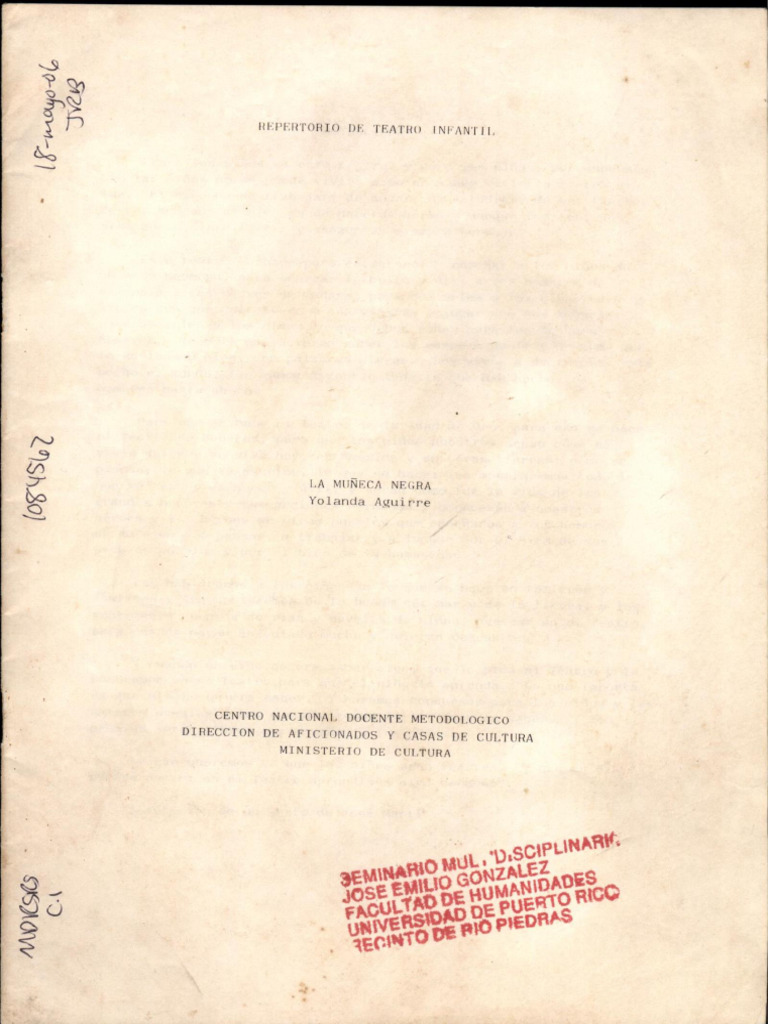 18-mayo-06
JVRB
REPERTORIO DE TEATRO INFANTIL
1084562
LA MUÑECA NEGRA
Yolanda Aguirre
CENTRO NACIONAL DOCENTE METODOLOGICO
DIRECCION DE AFICIONADOS Y CASAS DE CULTURA
MINISTERIO DE CULTURA
C.1
SEMINARIO MUL
JOSE EMILIO GONZALEZ
FACULTAD DE HUMANIDADES
UNIVERSIDAD DE PUERTO RICO
RECINTO DE RIO PIEDRAS